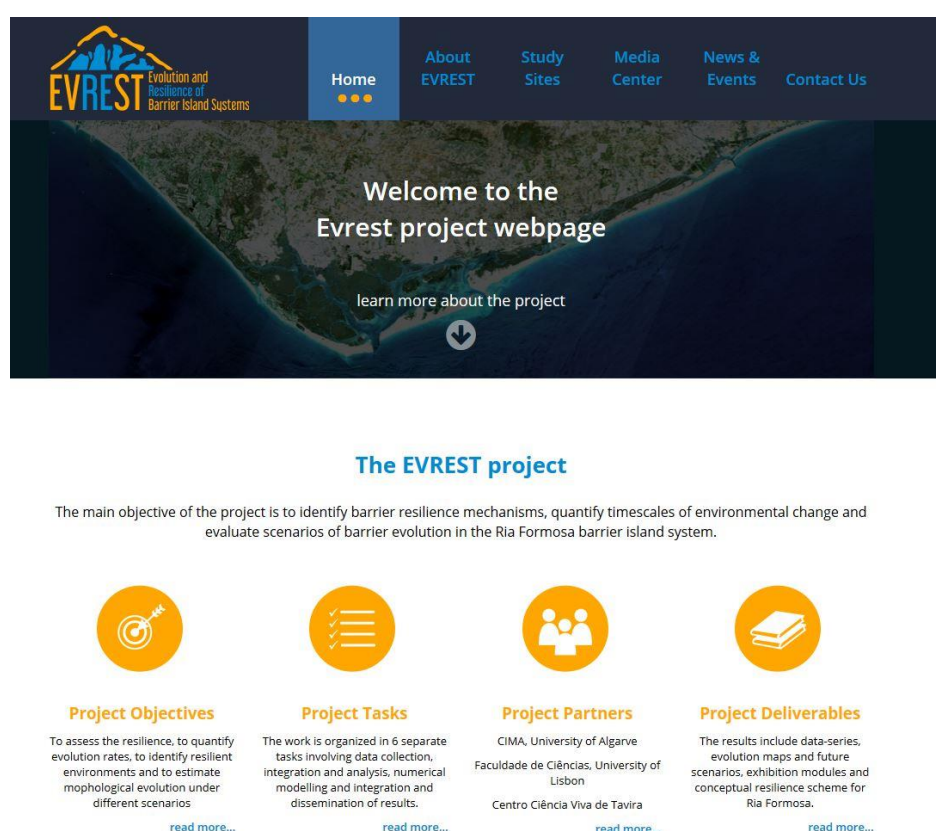 EVREST
Evolution and
Resilience of
Barrier Island Systems
Home
About
EVREST
Study
Sites
Media
Center
News &
Events
Contact Us
Welcome to the
Evrest project webpage
learn more about the project
The EVREST project
The main objective of the project is to identify barrier resilience mechanisms, quantify timescales of environmental change and
evaluate scenarios of barrier evolution in the Ria Formosa barrier island system.
Project Objectives
To assess the resilience, to quantify
evolution rates, to identify resilient
environments and to estimate
mophological evolution under
different scenarios
read more...
Project Tasks
The work is organized in 6 separate
tasks involving data collection,
integration and analysis, numerical
modelling and integration and
dissemination of results.
read more...
Project Partners
CIMA, University of Algarve
Faculdade de Ciências, University of
Lisbon
Centro Ciência Viva de Tavira
read more...
Project Deliverables
The results include data-series,
evolution maps and future
scenarios, exhibition modules and
conceptual resilience scheme for
Ria Formosa.
read more...